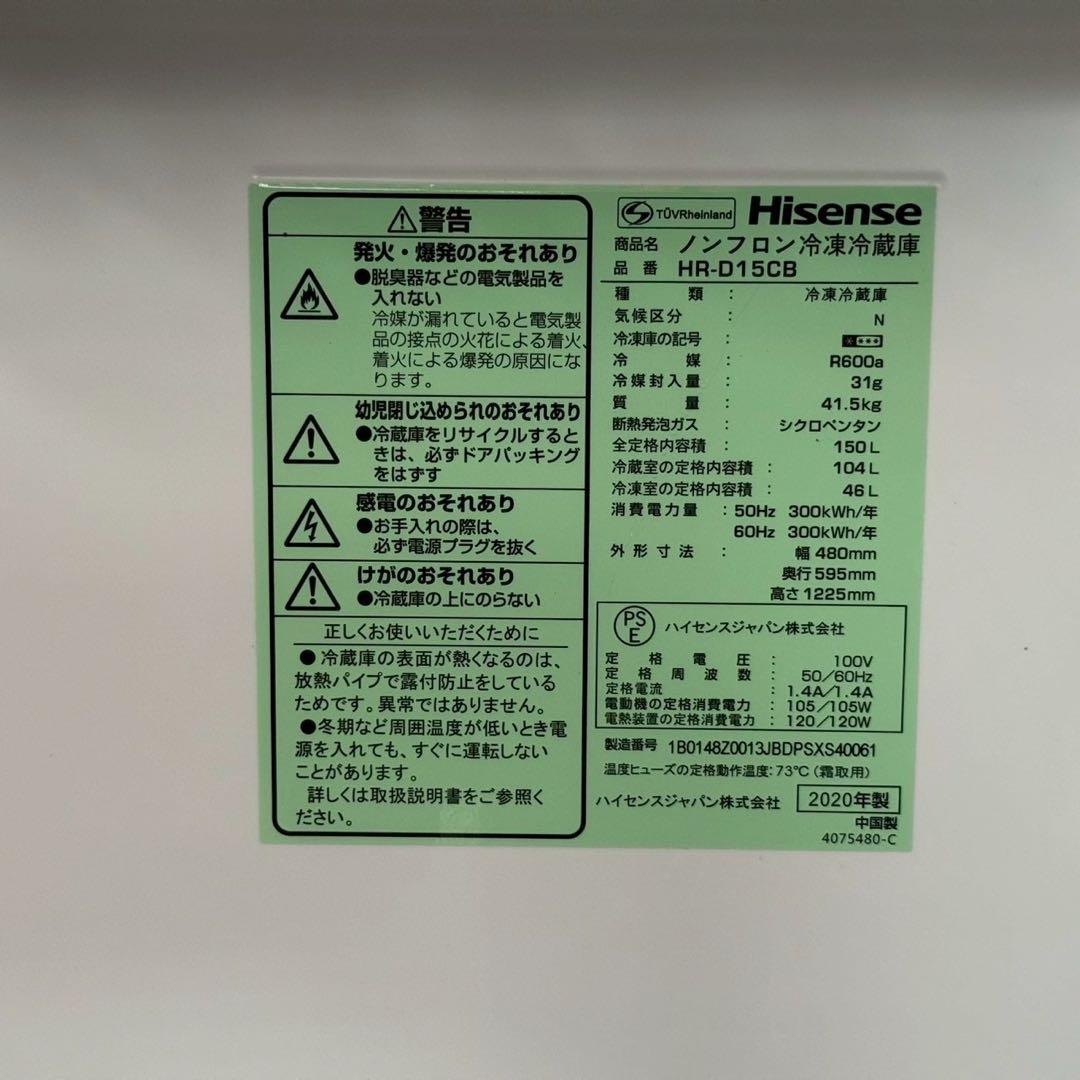 ⚠警告
発火・爆発のおそれあり
●脱臭器などの電気製品を
入れない
冷媒が漏れていると電気製
品の接点の火花による着火、
着火による爆発の原因にな
ります。
幼児閉じ込められのおそれあり
●冷蔵庫をリサイクルすると
きは、必ずドアパッキング
をはずす
感電のおそれあり
●お手入れの際は、
必ず電源プラグを抜く
けがのおそれあり
●冷蔵庫の上にのらない
正しくお使いいただくために
●冷蔵庫の表面が熱くなるのは、
放熱パイプで露付防止をしている
ためです。異常ではありません。
●冬期など周囲温度が低いとき電
源を入れても、すぐに運転しない
ことがあります。
詳しくは取扱説明書をご参照く
ださい。
TÜVRheinland Hisense
商品名 ノンフロン冷凍冷蔵庫
品番 HR-D15CB
種類 : 冷凍冷蔵庫
気候区分 : N
冷凍庫の記号 : ****
冷媒 : R600a
冷媒封入量 : 31g
質量 : 41.5kg
断熱発泡ガス : シクロペンタン
全定格内容積 : 150L
冷蔵室の定格内容積 : 104L
冷凍室の定格内容積 : 46L
消費電力量 : 50Hz 300kWh/年
60Hz 300kWh/年
外形寸法 : 幅480mm
奥行595mm
高さ1225mm
PSE ハイセンスジャパン株式会社
定格電圧 : 100V
定格周波数 : 50/60Hz
定格電流 : 1.4A/1.4A
電動機の定格消費電力 : 105/105W
電熱装置の定格消費電力 : 120/120W
製造番号 1B0148Z0013JBDPSXS40061
温度ヒューズの定格動作温度:73℃(霜取用)
ハイセンスジャパン株式会社 2020年製
中国製
4075480-C